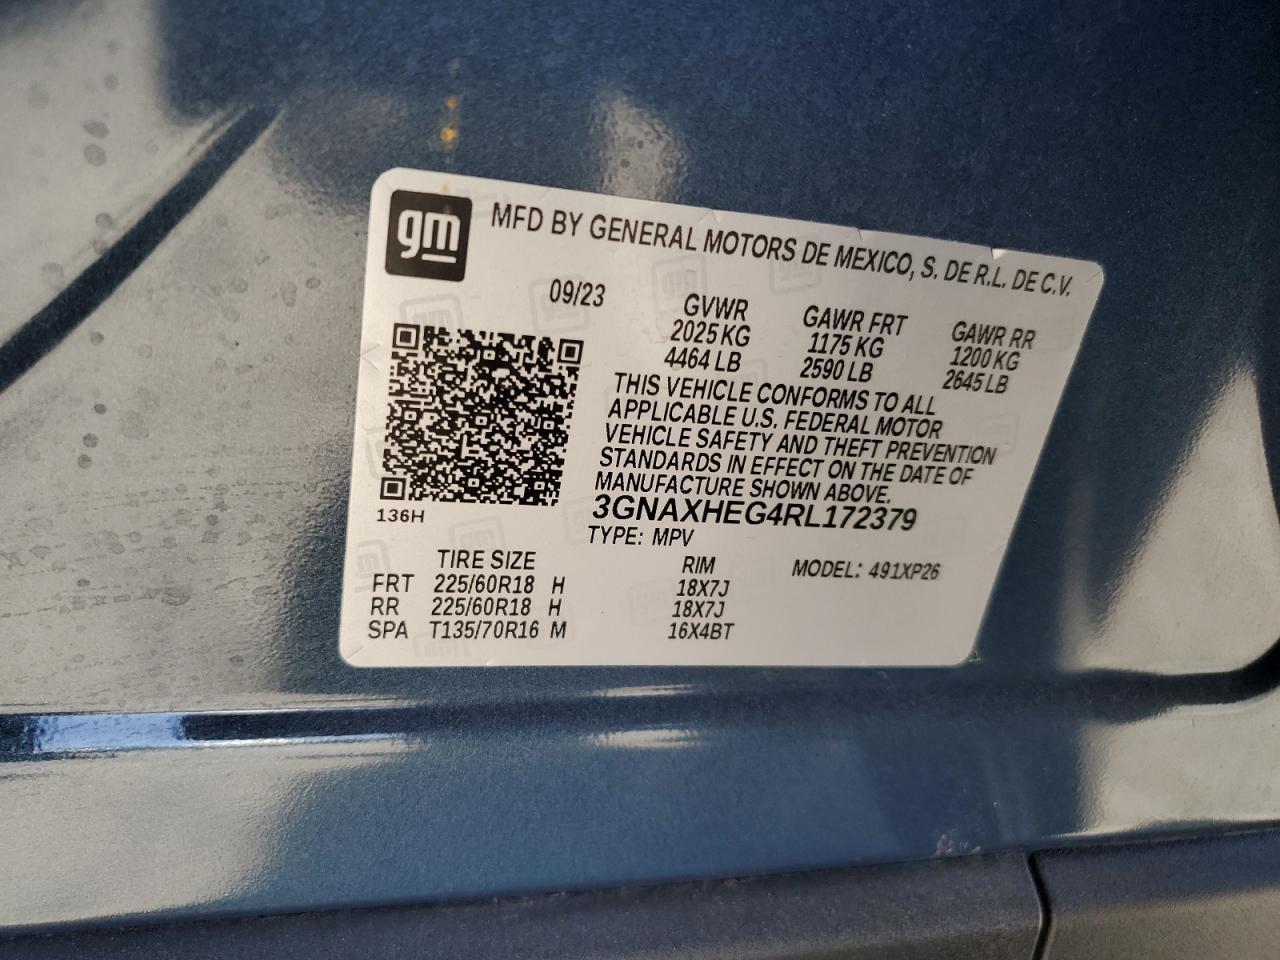 gm
MFD BY GENERAL MOTORS DE MEXICO, S. DE R.L. DE C.V.
09/23
GVWR GAWR FRT GAWR RR
2025 KG 1175 KG 1200 KG
4464 LB 2590 LB 2645 LB
THIS VEHICLE CONFORMS TO ALL
APPLICABLE U.S. FEDERAL MOTOR
VEHICLE SAFETY AND THEFT PREVENTION
STANDARDS IN EFFECT ON THE DATE OF
MANUFACTURE SHOWN ABOVE.
136H
3GNAXHEG4RL172379
TYPE: MPV
TIRE SIZE RIM MODEL: 491XP26
FRT 225/60R18 H 18X7J
RR 225/60R18 H 18X7J
SPA T135/70R16 M 16X4BT